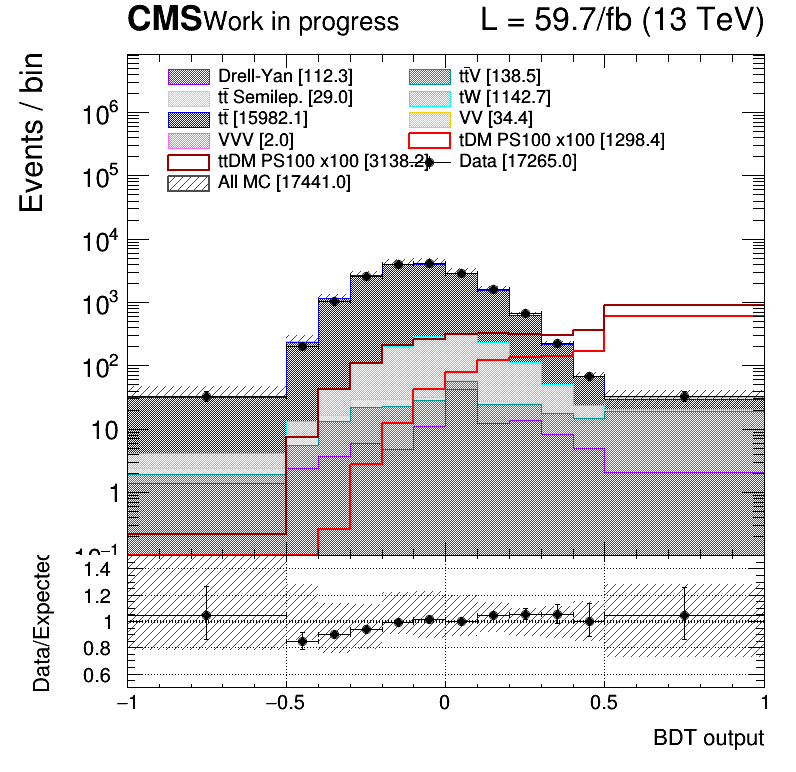 CMS Work in progress L = 59.7/fb (13 TeV)
Events / bin
Drell-Yan [112.3] tt̄V [138.5]
tt̄ Semilep. [29.0] tW [1142.7]
tt̄ [15982.1] VV [34.4]
VVV [2.0] tDM PS100 x100 [1298.4]
ttDM PS100 x100 [3138.2] Data [17265.0]
All MC [17441.0]
10⁶
10⁵
10⁴
10³
10²
10
1
10⁻¹
Data/Expected
1.4
1.2
1
0.8
0.6
−1 −0.5 0 0.5 1
BDT output